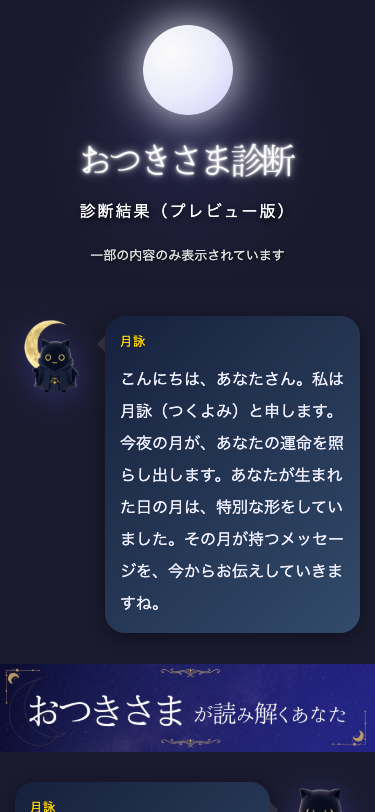 おつきさま診断
診断結果（プレビュー版）
一部の内容のみ表示されています
月詠
こんにちは、あなたさん。私は
月詠（つくよみ）と申します。
今夜の月が、あなたの運命を照
らし出します。あなたが生まれ
た日の月は、特別な形をしてい
ました。その月が持つメッセー
ジを、今からお伝えしていきま
すね。
おつきさま が読み解くあなた
月詠